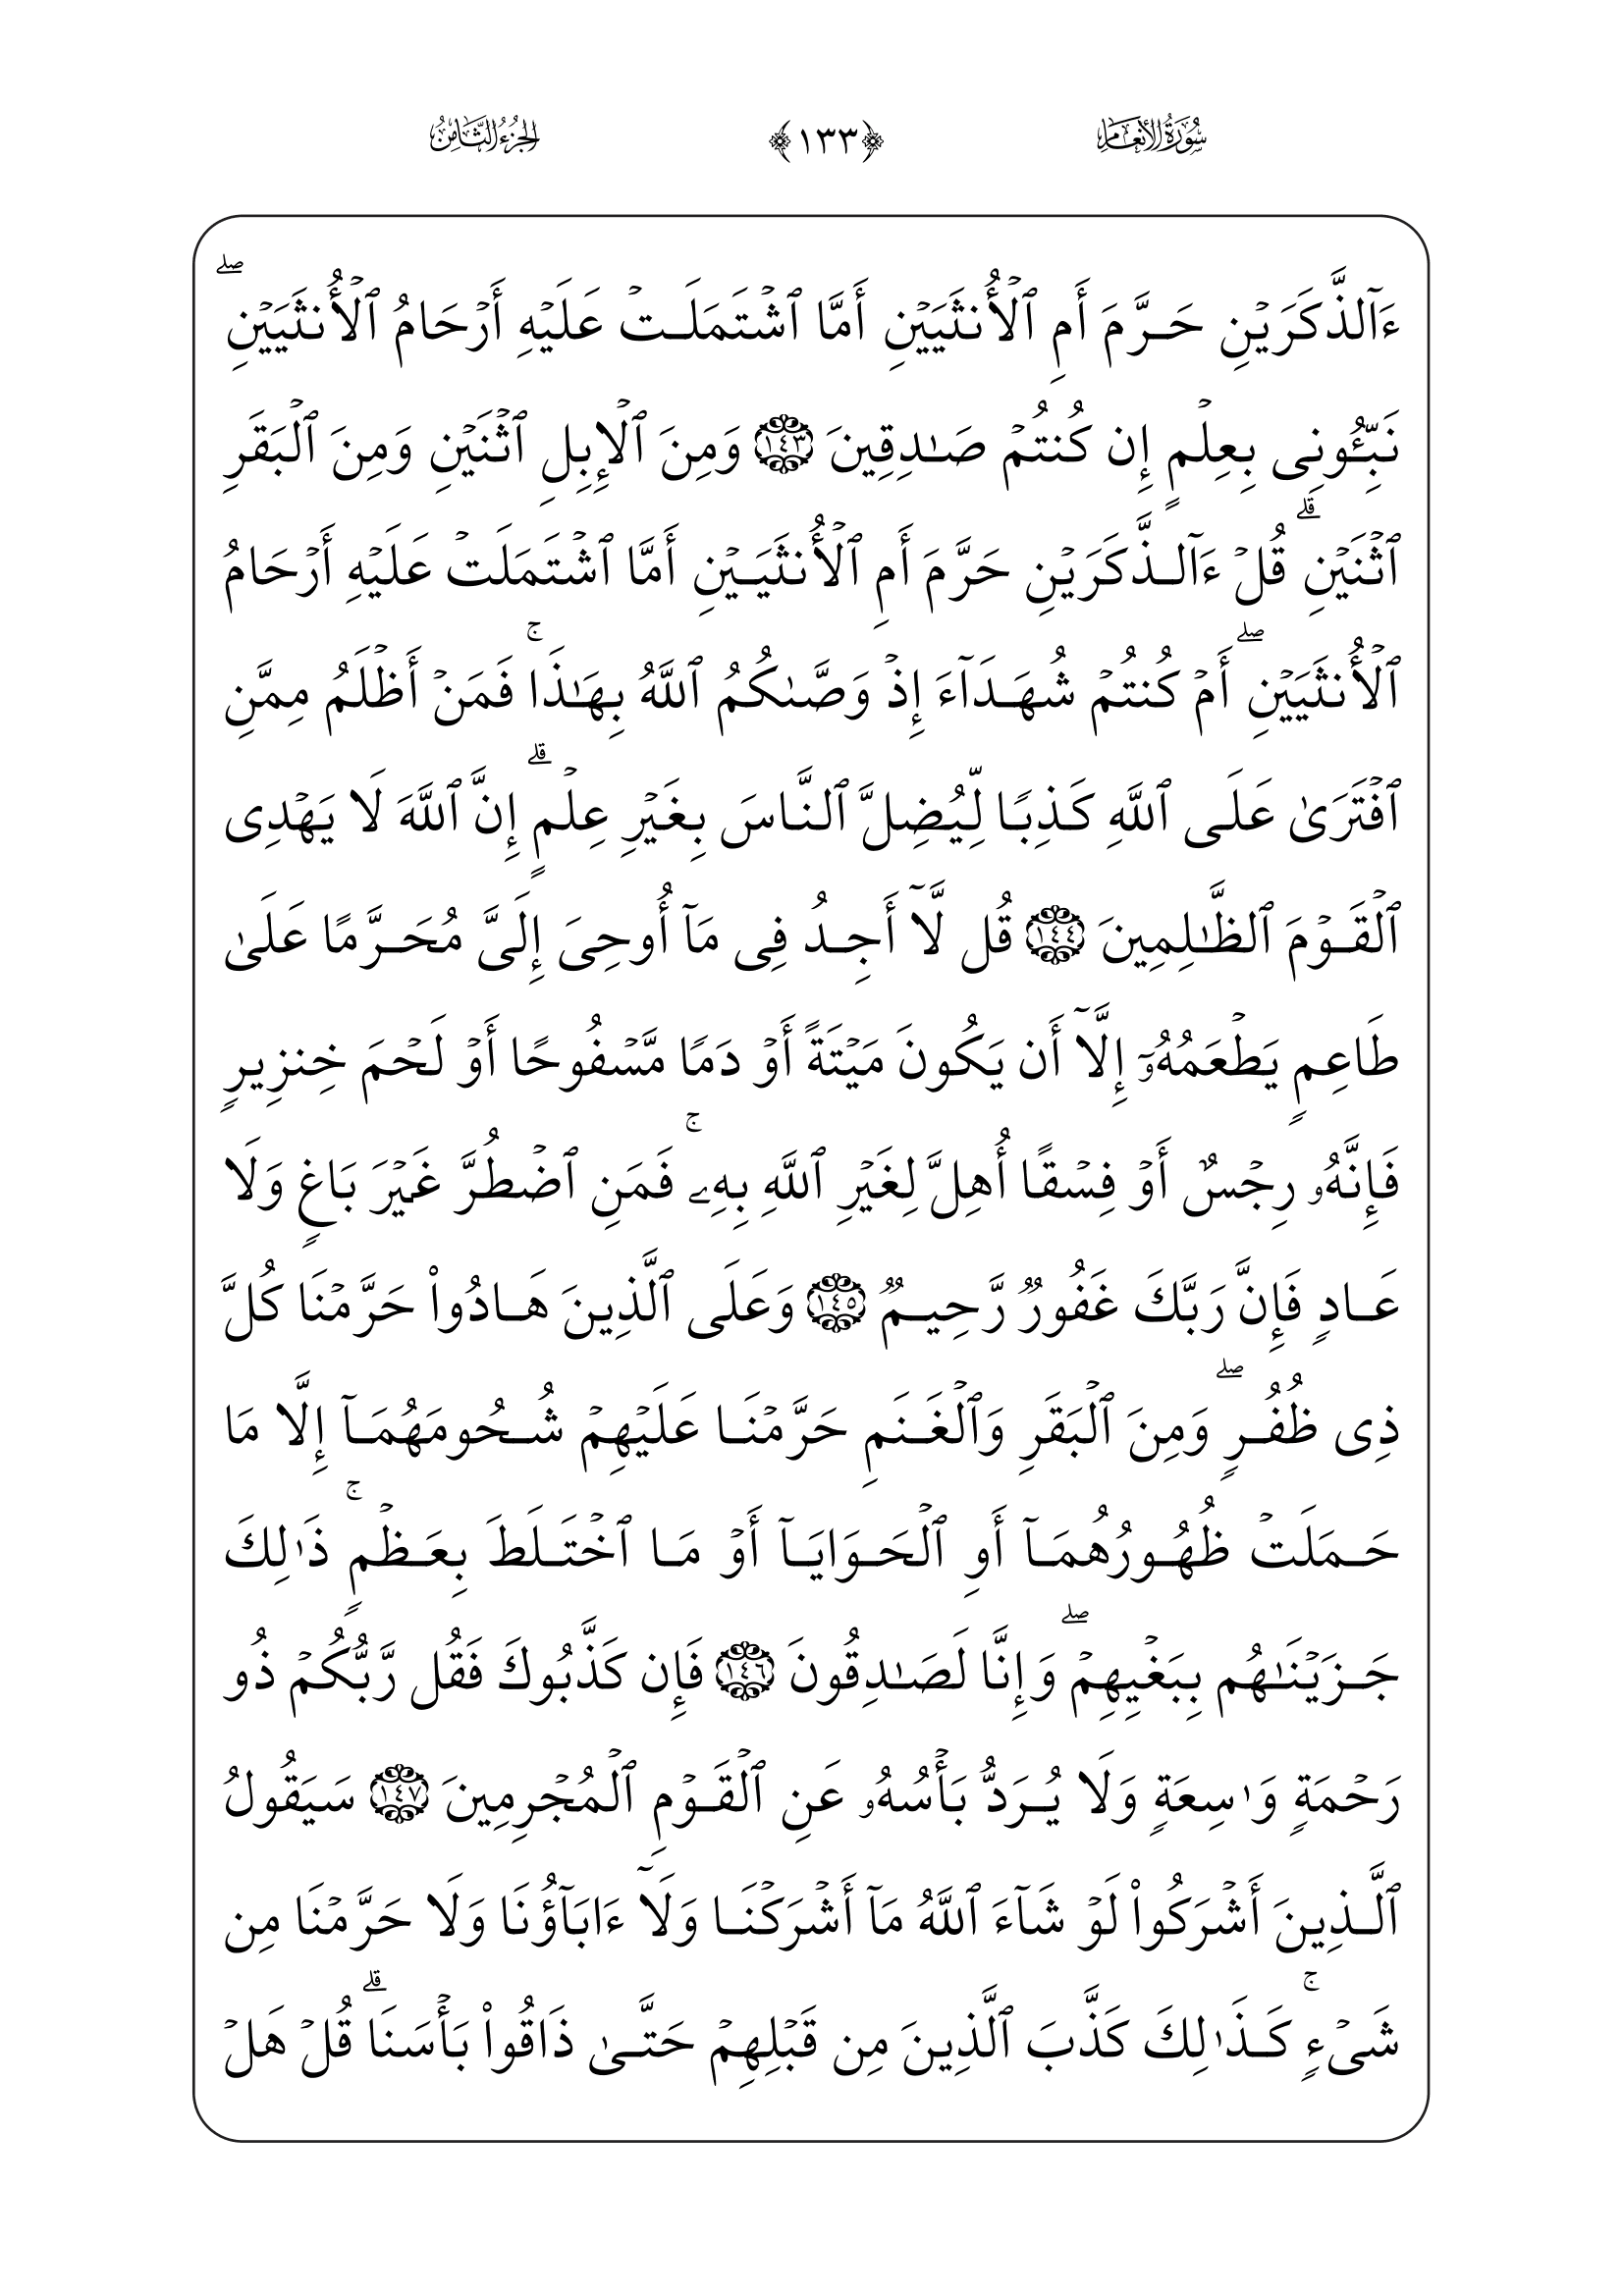 سُورَةُ الأَنعَامِ ﴿١٣٣﴾ الجُزءُ الثَّامِنُ
ءَآلذَّكَرَيۡنِ حَرَّمَ أَمِ ٱلۡأُنثَيَيۡنِ أَمَّا ٱشۡتَمَلَتۡ عَلَيۡهِ أَرۡحَامُ ٱلۡأُنثَيَيۡنِۖ
نَبِّـُٔونِى بِعِلۡمٍ إِن كُنتُمۡ صَـٰدِقِينَ ١٤٣ وَمِنَ ٱلۡإِبِلِ ٱثۡنَيۡنِ وَمِنَ ٱلۡبَقَرِ
ٱثۡنَيۡنِۗ قُلۡ ءَآلذَّكَرَيۡنِ حَرَّمَ أَمِ ٱلۡأُنثَيَيۡنِ أَمَّا ٱشۡتَمَلَتۡ عَلَيۡهِ أَرۡحَامُ
ٱلۡأُنثَيَيۡنِۖ أَمۡ كُنتُمۡ شُهَدَآءَ إِذۡ وَصَّىٰكُمُ ٱللَّهُ بِهَـٰذَاۚ فَمَنۡ أَظۡلَمُ مِمَّنِ
ٱفۡتَرَىٰ عَلَى ٱللَّهِ كَذِبًا لِّيُضِلَّ ٱلنَّاسَ بِغَيۡرِ عِلۡمٍۗ إِنَّ ٱللَّهَ لَا يَهۡدِى
ٱلۡقَوۡمَ ٱلظَّـٰلِمِينَ ١٤٤ قُل لَّآ أَجِدُ فِى مَآ أُوحِىَ إِلَىَّ مُحَرَّمًا عَلَىٰ
طَاعِمٍ يَطۡعَمُهُۥٓ إِلَّآ أَن يَكُونَ مَيۡتَةً أَوۡ دَمًا مَّسۡفُوحًا أَوۡ لَحۡمَ خِنزِيرٍ
فَإِنَّهُۥ رِجۡسٌ أَوۡ فِسۡقًا أُهِلَّ لِغَيۡرِ ٱللَّهِ بِهِۦۚ فَمَنِ ٱضۡطُرَّ غَيۡرَ بَاغٍ وَلَا
عَادٍ فَإِنَّ رَبَّكَ غَفُورٌ رَّحِيمٌ ١٤٥ وَعَلَى ٱلَّذِينَ هَادُوا۟ حَرَّمۡنَا كُلَّ
ذِى ظُفُرٍۖ وَمِنَ ٱلۡبَقَرِ وَٱلۡغَنَمِ حَرَّمۡنَا عَلَيۡهِمۡ شُحُومَهُمَآ إِلَّا مَا
حَمَلَتۡ ظُهُورُهُمَآ أَوِ ٱلۡحَوَايَآ أَوۡ مَا ٱخۡتَلَطَ بِعَظۡمٍۚ ذَٰلِكَ
جَزَيۡنَـٰهُم بِبَغۡيِهِمۡۖ وَإِنَّا لَصَـٰدِقُونَ ١٤٦ فَإِن كَذَّبُوكَ فَقُل رَّبُّكُمۡ ذُو
رَحۡمَةٍ وَٰسِعَةٍ وَلَا يُرَدُّ بَأۡسُهُۥ عَنِ ٱلۡقَوۡمِ ٱلۡمُجۡرِمِينَ ١٤٧ سَيَقُولُ
ٱلَّذِينَ أَشۡرَكُوا۟ لَوۡ شَآءَ ٱللَّهُ مَآ أَشۡرَكۡنَا وَلَآ ءَابَآؤُنَا وَلَا حَرَّمۡنَا مِن
شَىۡءٍۚ كَذَٰلِكَ كَذَّبَ ٱلَّذِينَ مِن قَبۡلِهِمۡ حَتَّىٰ ذَاقُوا۟ بَأۡسَنَاۗ قُلۡ هَلۡ